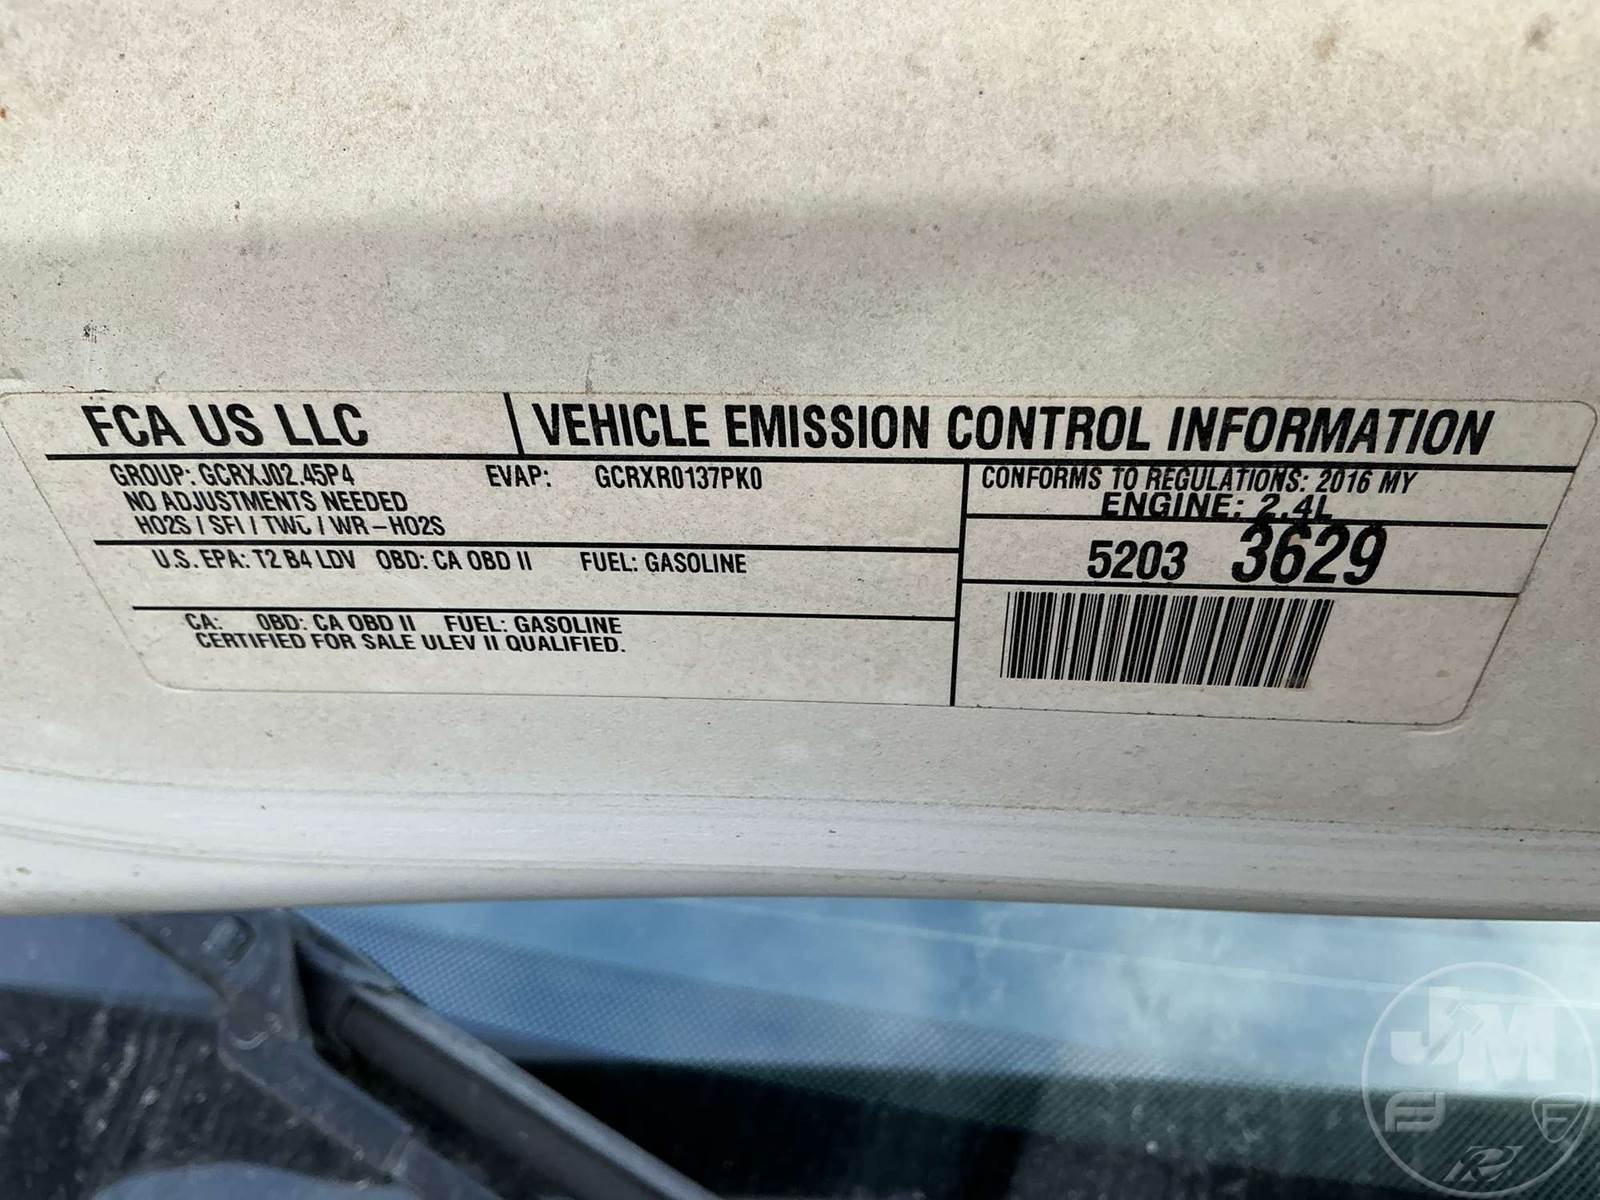 FCA US LLC VEHICLE EMISSION CONTROL INFORMATION
GROUP: GCRXJ02.45P4 EVAP: GCRXR0137PK0
NO ADJUSTMENTS NEEDED
HO2S / SFI / TWC / WR-HO2S
U.S. EPA: T2 B4 LDV OBD: CA OBD II FUEL: GASOLINE
CA: OBD: CA OBD II FUEL: GASOLINE
CERTIFIED FOR SALE ULEV II QUALIFIED.
CONFORMS TO REGULATIONS: 2016 MY
ENGINE: 2.4L
5203 3629
J&M